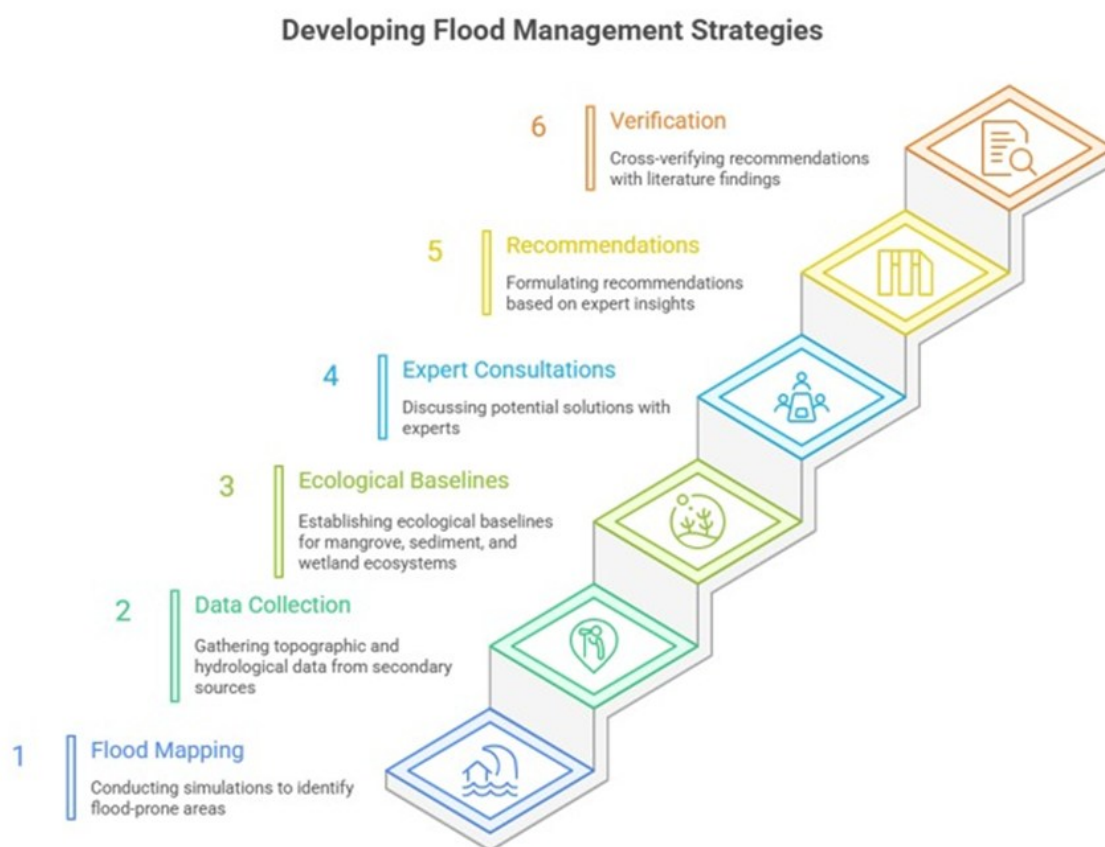 Developing Flood Management Strategies
6
Verification
Cross-verifying recommendations
with literature findings
5
Recommendations
Formulating recommendations
based on expert insights
4
Expert Consultations
Discussing potential solutions with
experts
3
Ecological Baselines
Establishing ecological baselines
for mangrove, sediment, and
wetland ecosystems
2
Data Collection
Gathering topographic and
hydrological data from secondary
sources
1
Flood Mapping
Conducting simulations to identify
flood-prone areas